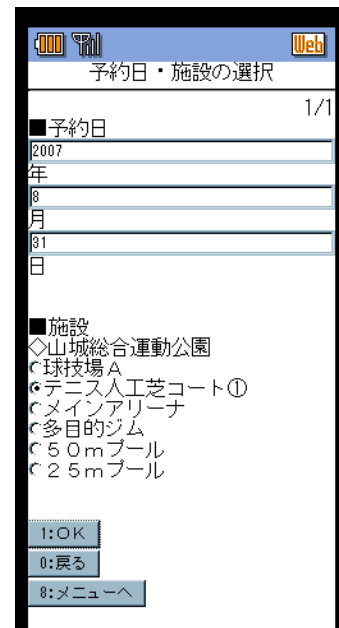 Web
予約日・施設の選択
1/1
■予約日
2007
年
8
月
31
日
■施設
◇山城総合運動公園
球技場A
テニス人工芝コート①
メインアリーナ
多目的ジム
50mプール
25mプール
1:OK
0:戻る
8:メニューへ